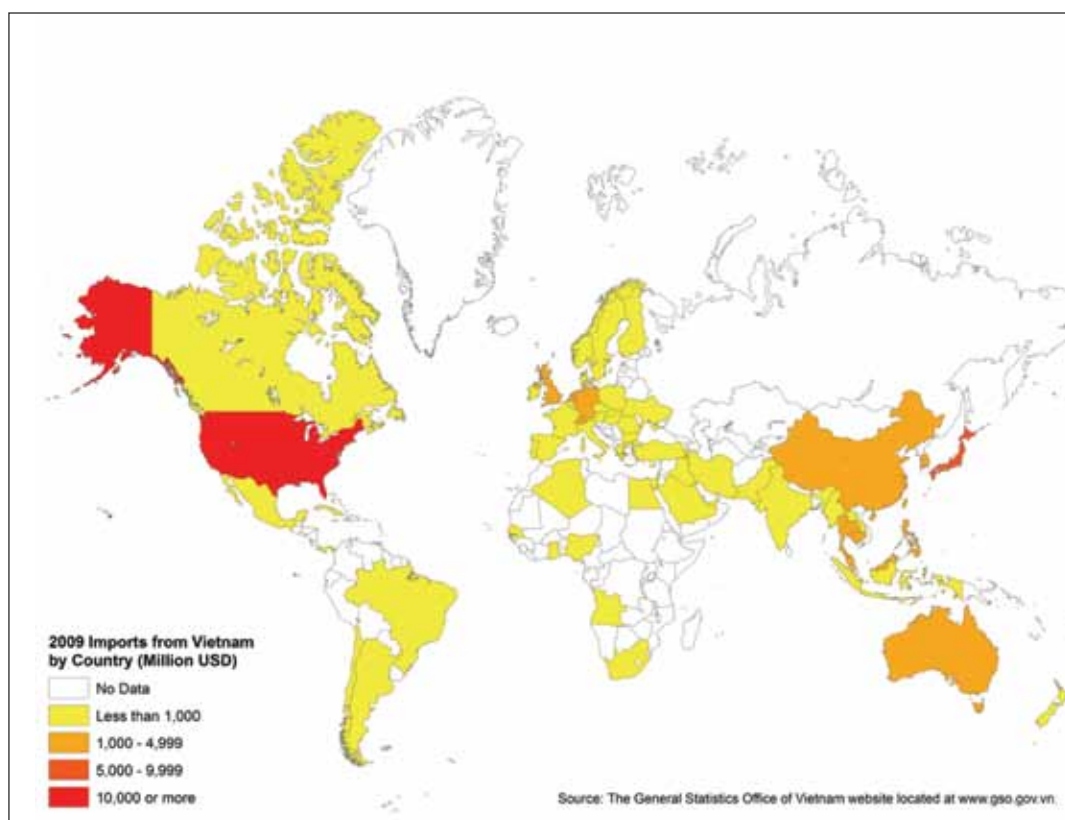 2009 Imports from Vietnam
by Country (Million USD)
No Data
Less than 1,000
1,000 - 4,999
5,000 - 9,999
10,000 or more
Source: The General Statistics Office of Vietnam website located at www.gso.gov.vn.